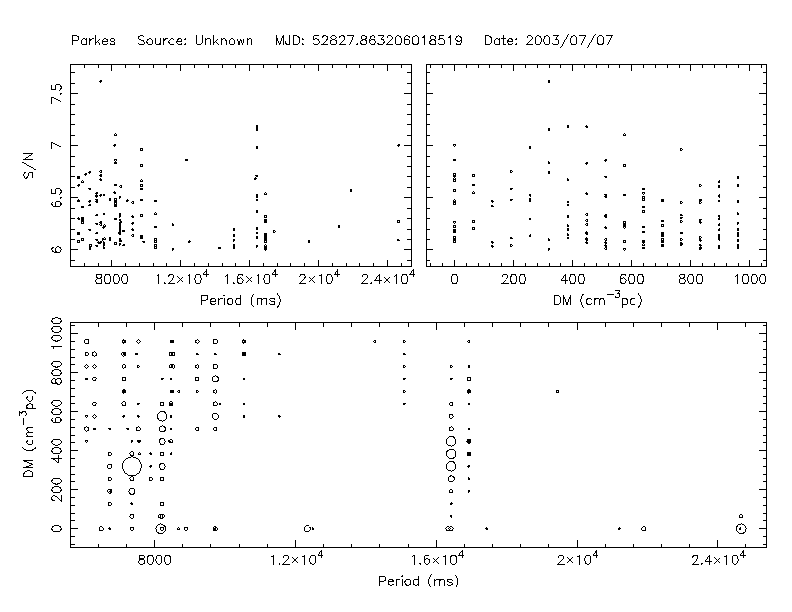 Parkes Source: Unknown MJD: 52827.863206018519 Date: 2003/07/07
7.5
7
6.5
6
S/N
8000 1.2×10⁴ 1.6×10⁴ 2×10⁴ 2.4×10⁴
Period (ms)
0 200 400 600 800 1000
DM (cm⁻³pc)
1000
800
600
400
200
0
DM (cm⁻³pc)
8000 1.2×10⁴ 1.6×10⁴ 2×10⁴ 2.4×10⁴
Period (ms)